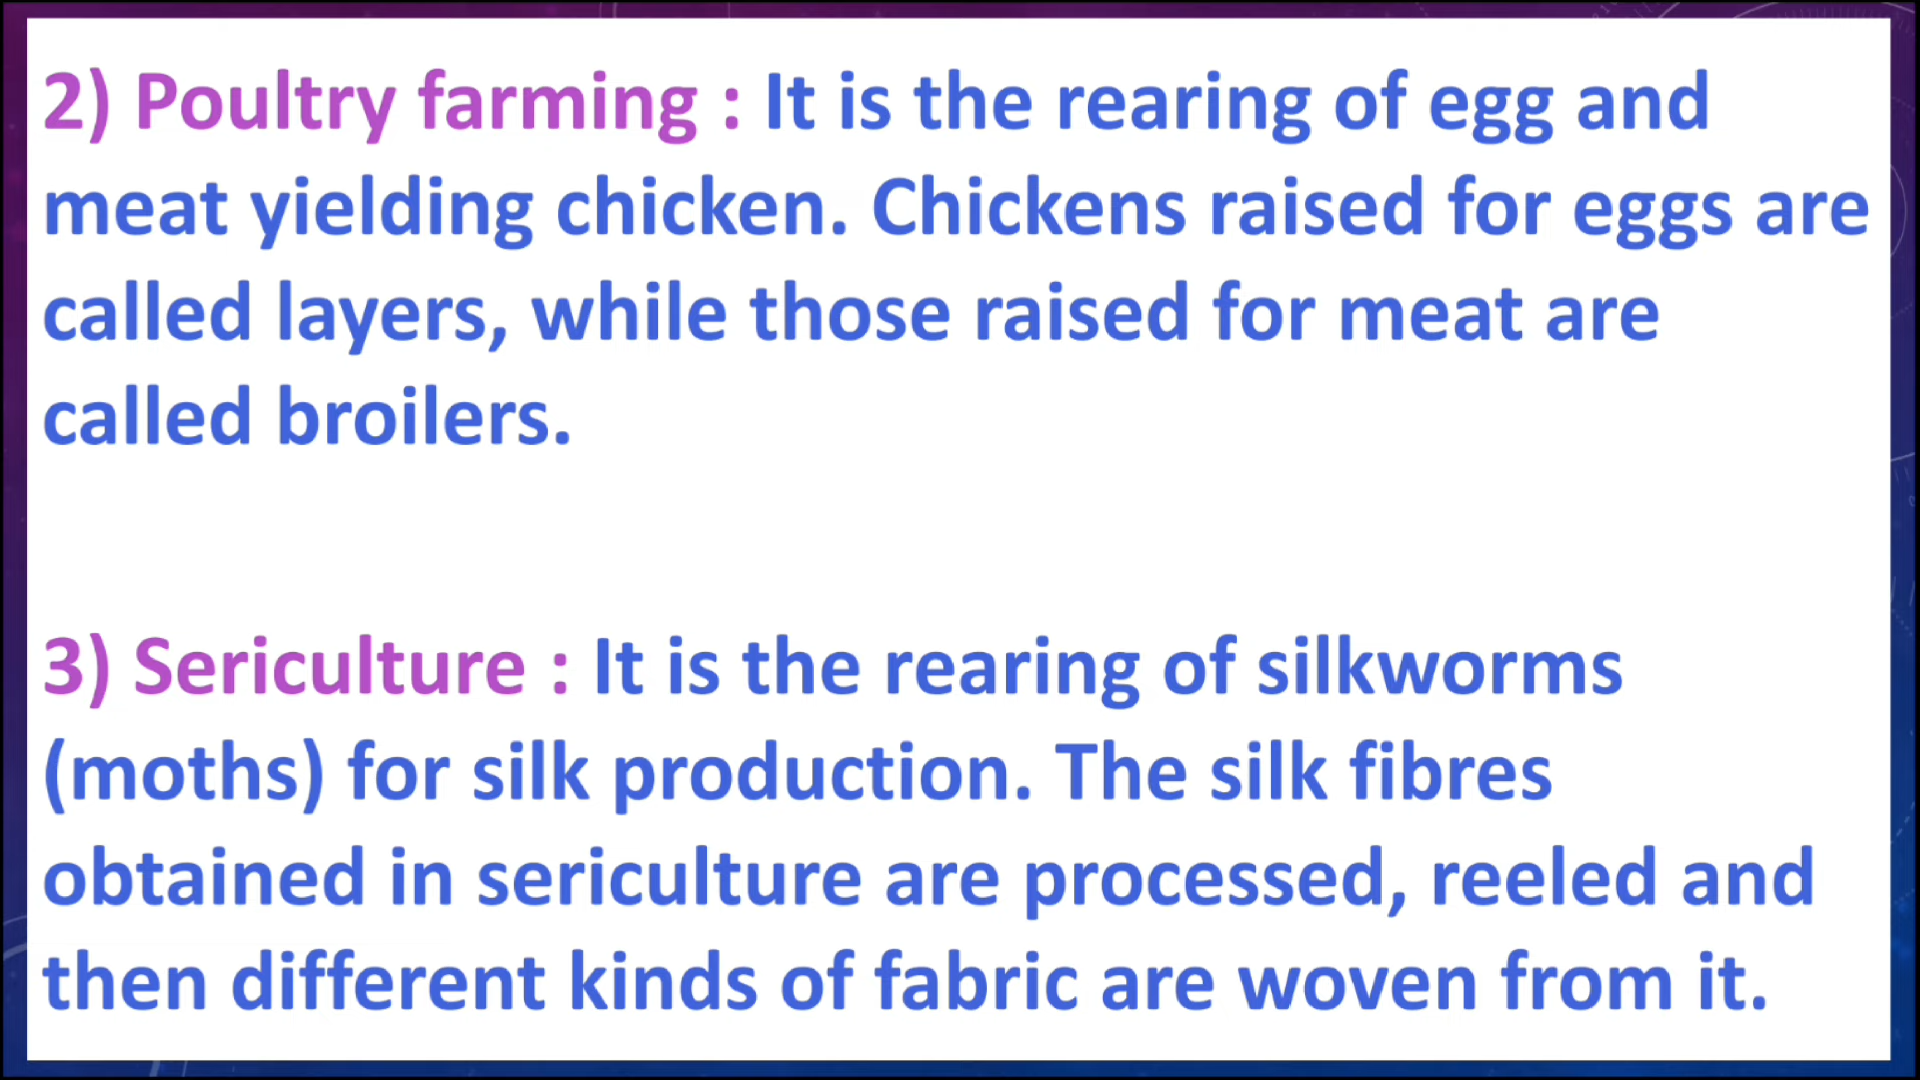 2) Poultry farming : It is the rearing of egg and
meat yielding chicken. Chickens raised for eggs are
called layers, while those raised for meat are
called broilers.
3) Sericulture : It is the rearing of silkworms
(moths) for silk production. The silk fibres
obtained in sericulture are processed, reeled and
then different kinds of fabric are woven from it.